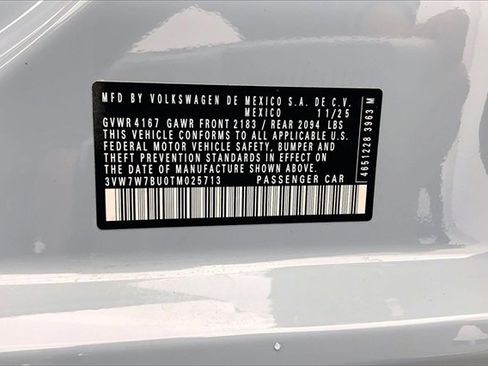 MFD BY VOLKSWAGEN DE MEXICO S.A. DE C.V.
MEXICO 11/25
GVWR 4167 GAWR FRONT 2183 / REAR 2094 LBS
THIS VEHICLE CONFORMS TO ALL APPLICABLE
FEDERAL MOTOR VEHICLE SAFETY, BUMPER AND
THEFT PREVENTION STANDARDS IN EFFECT ON
THE DATE OF MANUFACTURE SHOWN ABOVE.
3VW7W7BU0TM025713 PASSENGER CAR
4651228 3963 M